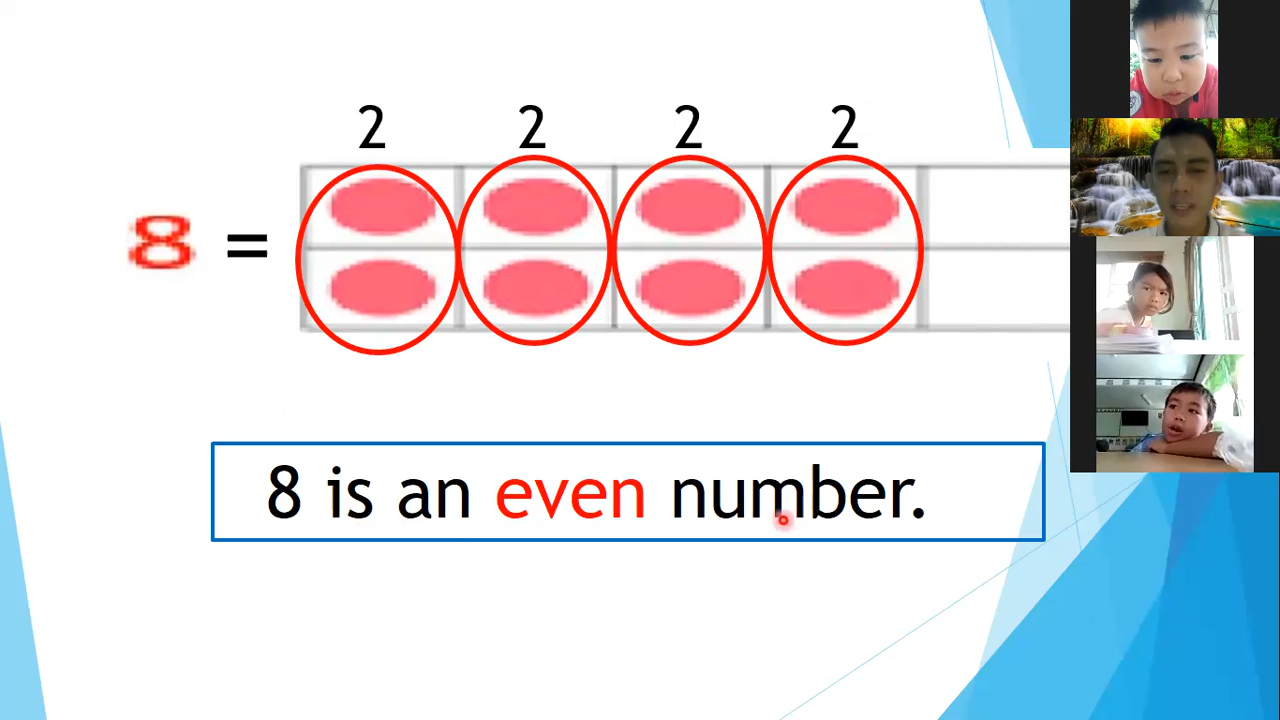 2 2 2 2
8 =
8 is an even number.